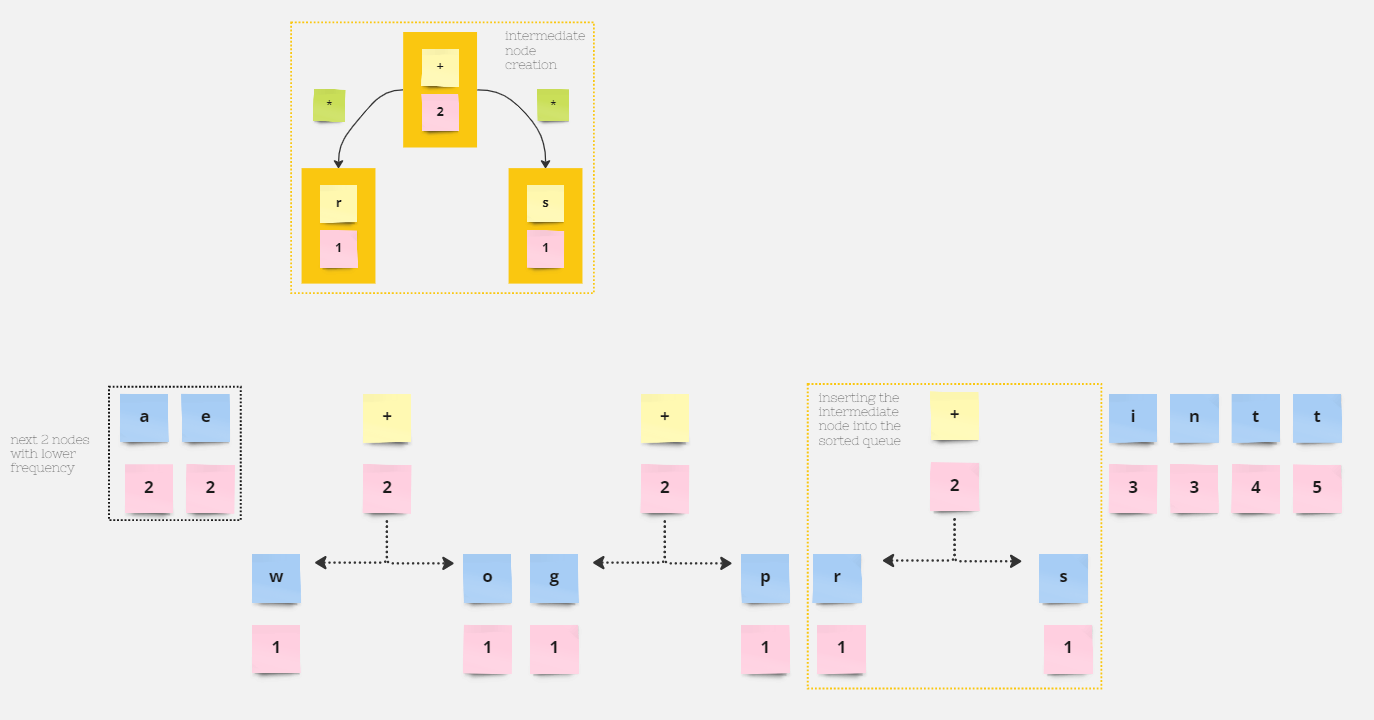 intermediate
node
creation
+
2
*
*
r
s
1
1
inserting the
intermediate
node into the
sorted queue
a e + + + i n t t
next 2 nodes
with lower
frequency
2 2 2 2 2 3 3 4 5
w o g p r s
1 1 1 1 1 1